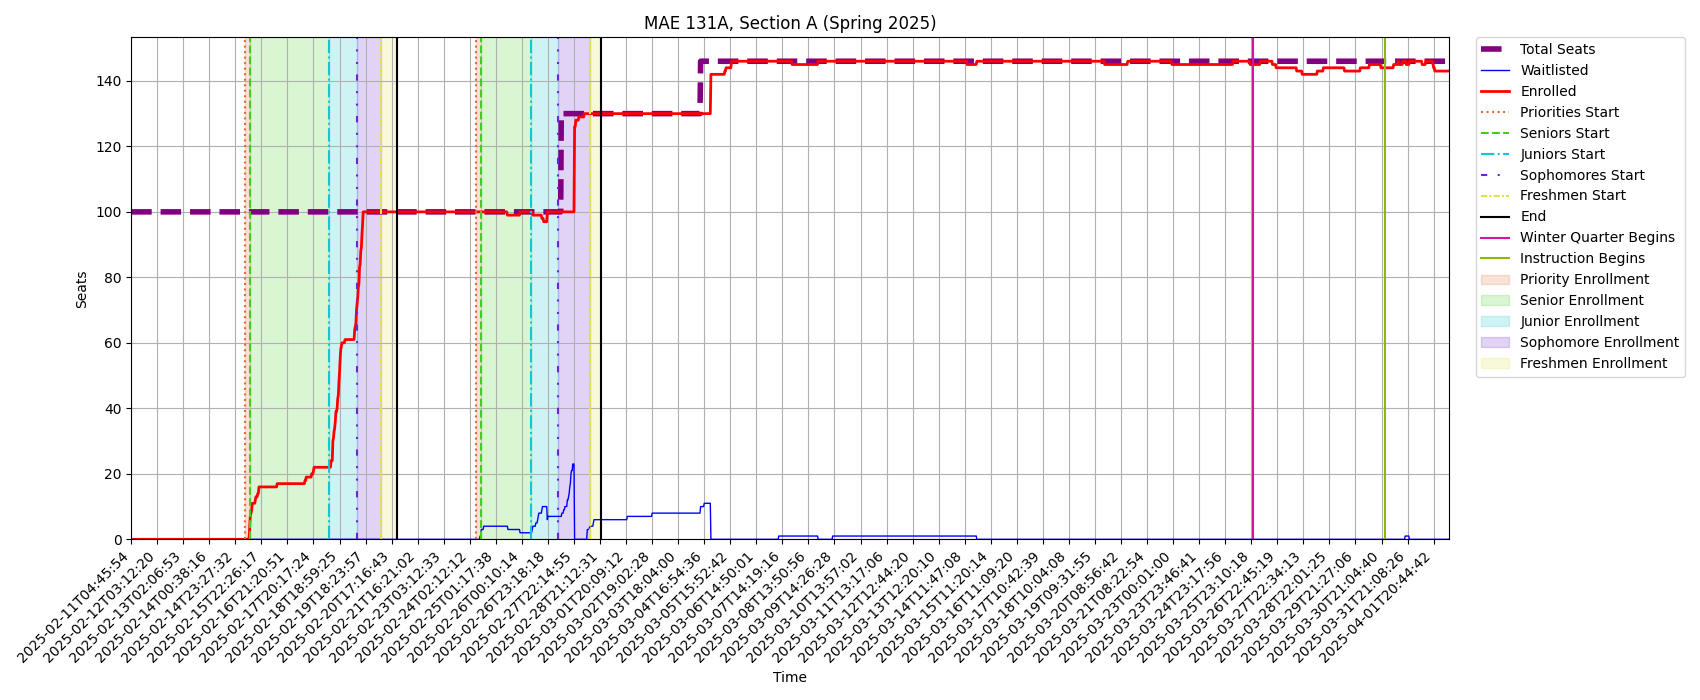 MAE 131A, Section A (Spring 2025)
Seats
140
120
100
80
60
40
20
0
2025-02-11T04:45:54
2025-02-12T03:12:20
2025-02-13T02:06:53
2025-02-14T00:38:16
2025-02-14T23:27:32
2025-02-15T22:26:17
2025-02-16T21:20:51
2025-02-17T20:17:24
2025-02-18T18:59:25
2025-02-19T18:23:57
2025-02-20T17:16:43
2025-02-21T16:21:02
2025-02-23T03:12:33
2025-02-24T02:12:12
2025-02-25T01:17:38
2025-02-26T00:10:14
2025-02-26T23:18:18
2025-02-27T22:14:55
2025-02-28T21:12:31
2025-03-01T20:09:12
2025-03-02T19:02:28
2025-03-03T18:04:00
2025-03-04T16:54:36
2025-03-05T15:52:42
2025-03-06T14:50:01
2025-03-07T14:19:16
2025-03-08T13:50:56
2025-03-09T14:26:28
2025-03-10T13:57:02
2025-03-11T13:17:06
2025-03-12T12:44:20
2025-03-13T12:20:10
2025-03-14T11:47:08
2025-03-15T11:20:14
2025-03-16T11:09:20
2025-03-17T10:42:39
2025-03-18T10:04:08
2025-03-19T09:31:55
2025-03-20T08:56:42
2025-03-21T08:22:54
2025-03-23T00:01:00
2025-03-23T23:46:41
2025-03-24T23:17:56
2025-03-25T23:10:18
2025-03-26T22:45:19
2025-03-27T22:34:13
2025-03-28T22:01:25
2025-03-29T21:27:06
2025-03-30T21:04:40
2025-03-31T21:08:26
2025-04-01T20:44:42
Time
Total Seats
Waitlisted
Enrolled
Priorities Start
Seniors Start
Juniors Start
Sophomores Start
Freshmen Start
End
Winter Quarter Begins
Instruction Begins
Priority Enrollment
Senior Enrollment
Junior Enrollment
Sophomore Enrollment
Freshmen Enrollment